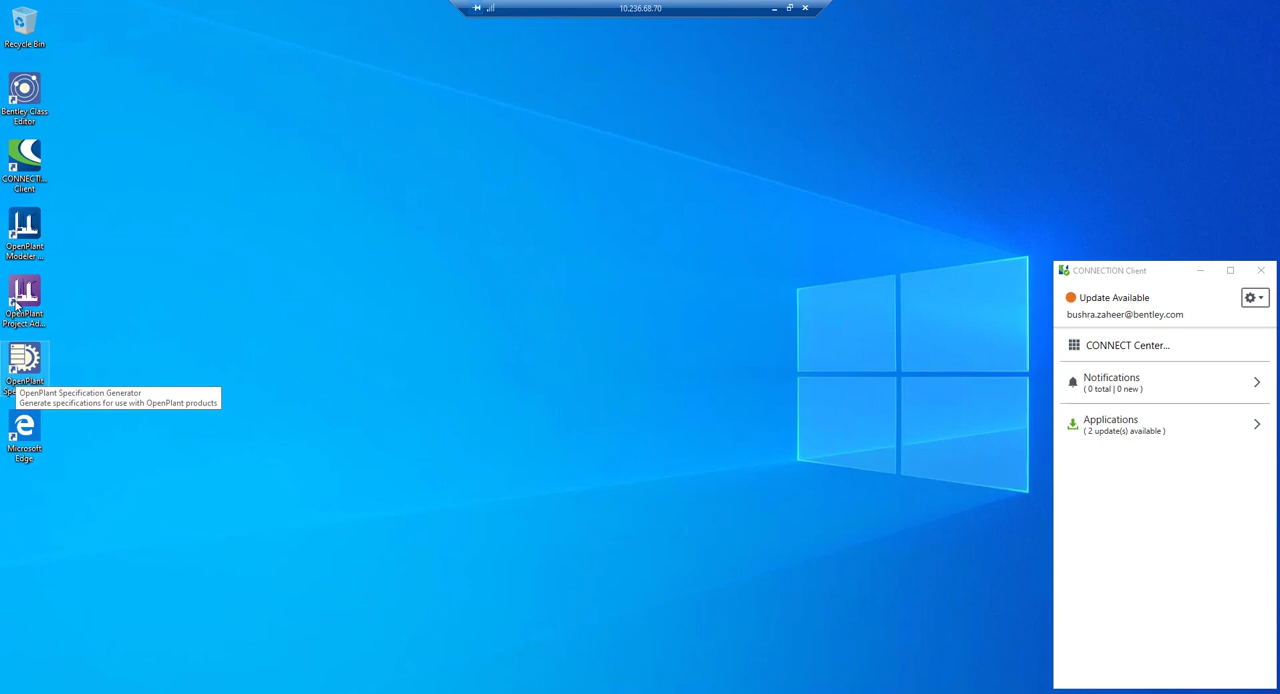 10.236.68.70
Recycle Bin
Bentley Class
Editor
CONNECTI...
Client
OpenPlant
Modeler ...
OpenPlant
Project Ad...
OpenPlant
OpenPlant Specification Generator
Generate specifications for use with OpenPlant products
Microsoft
Edge
CONNECTION Client
Update Available
bushra.zaheer@bentley.com
CONNECT Center...
Notifications
( 0 total | 0 new )
Applications
( 2 update(s) available )